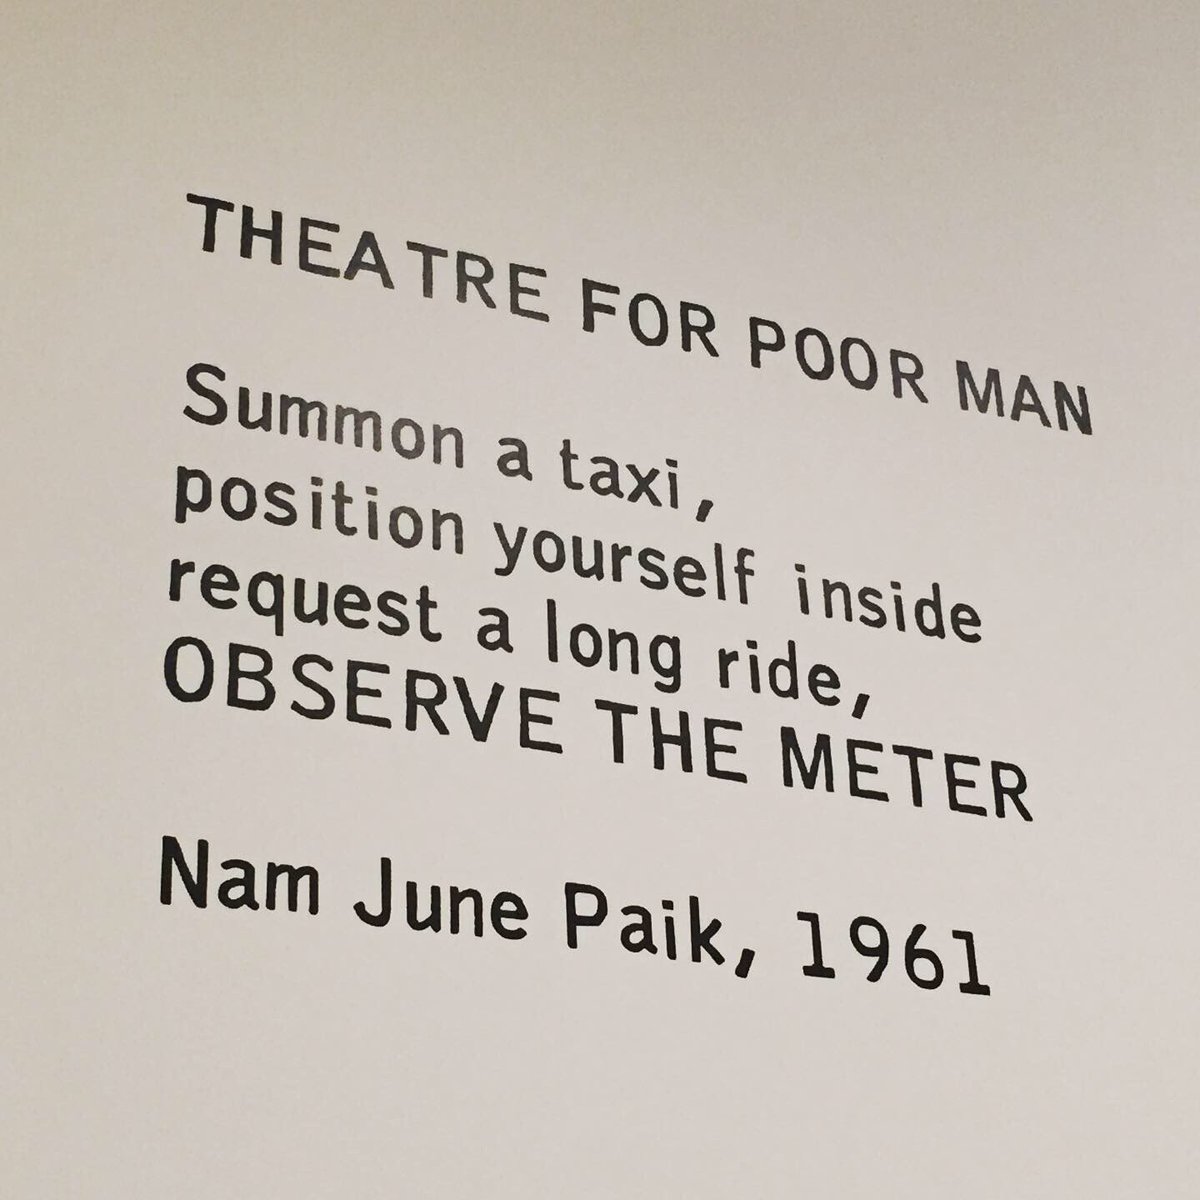 THEATRE FOR POOR MAN
Summon a taxi,
position yourself inside
request a long ride,
OBSERVE THE METER
Nam June Paik, 1961